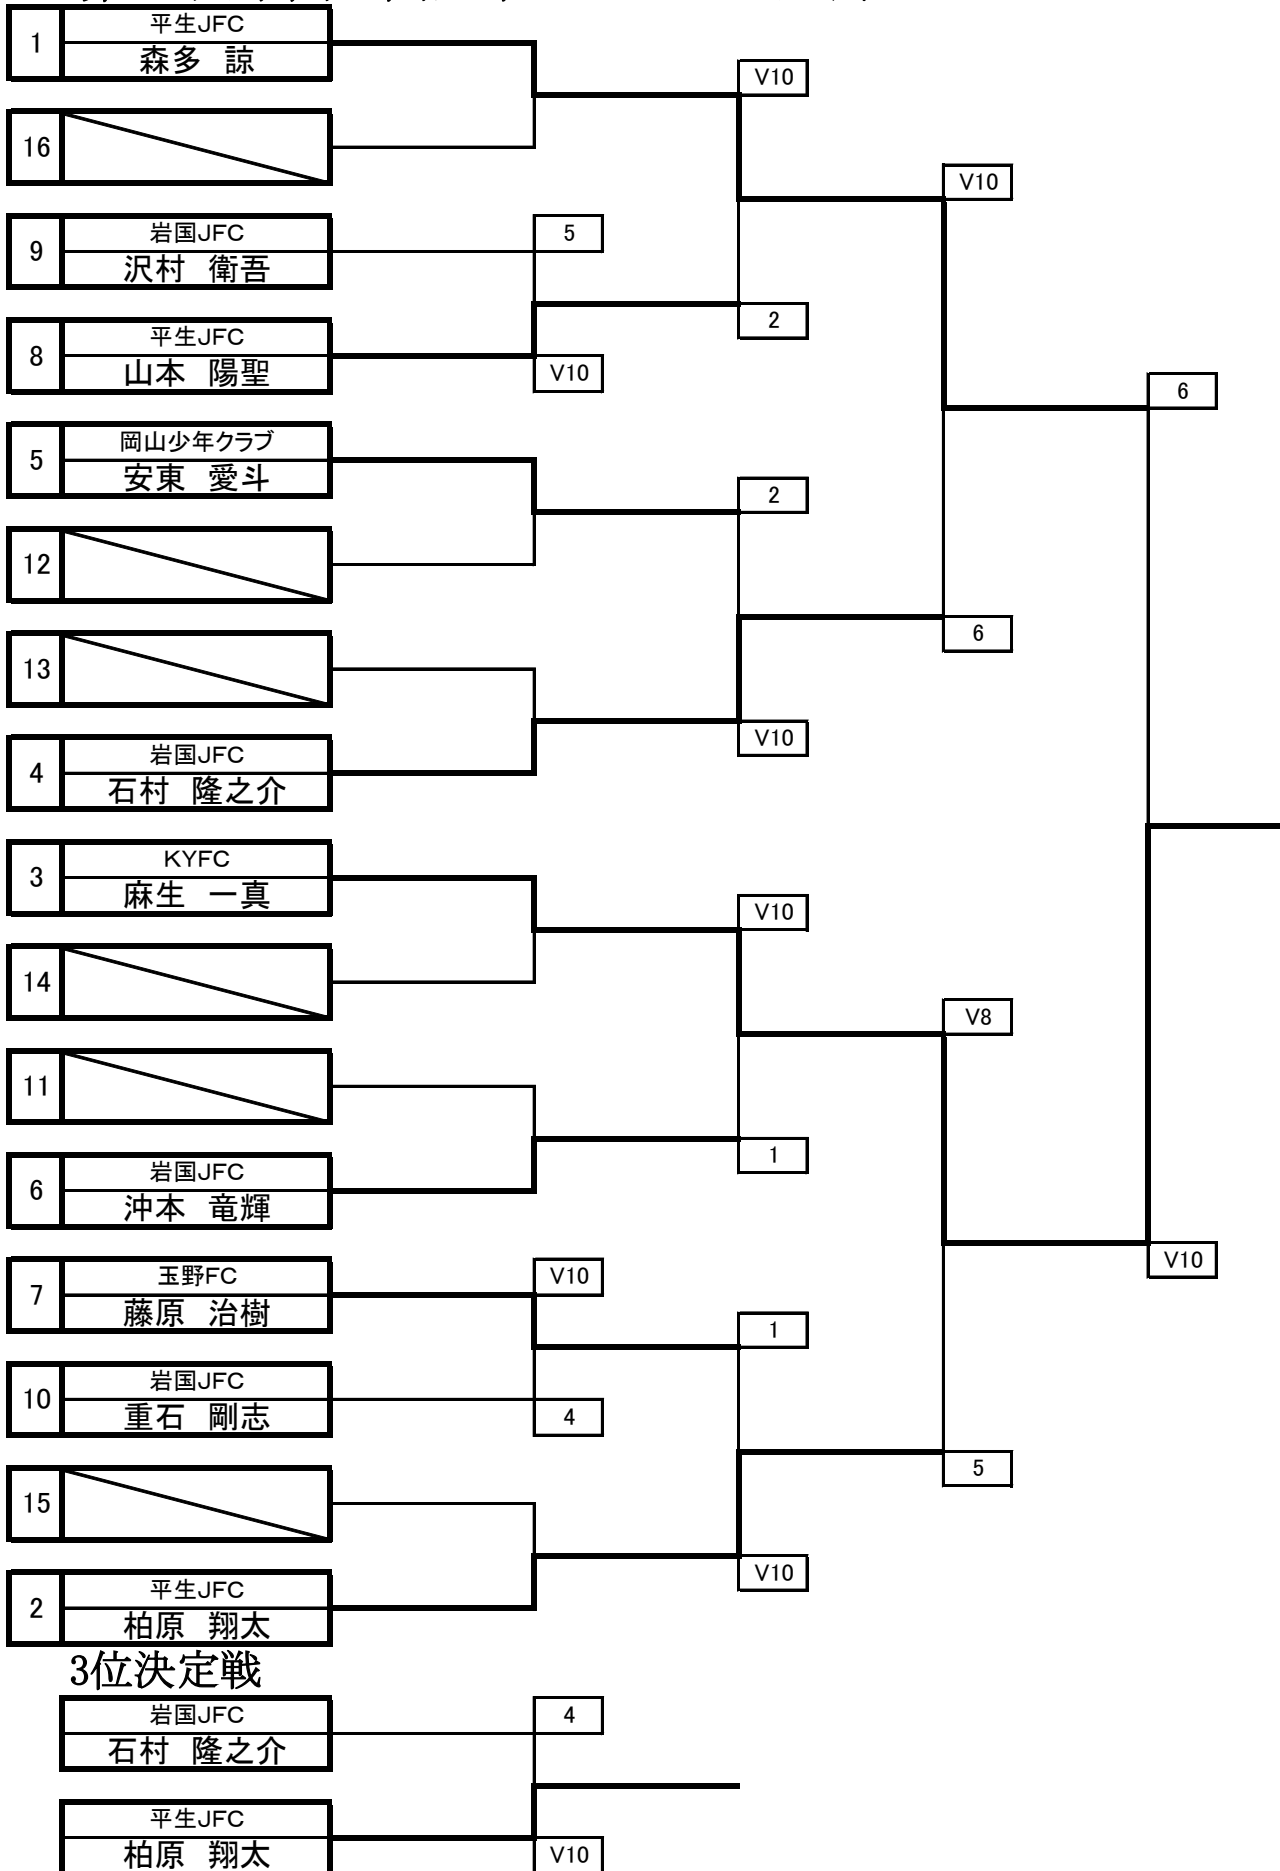 平生JFC
1
森多 諒
V10
16
V10
岩国JFC
5
9
沢村 衛吾
2
平生JFC
8
山本 陽聖
V10
6
岡山少年クラブ
5
安東 愛斗
2
12
6
13
V10
岩国JFC
4
石村 隆之介
KYFC
3
麻生 一真
V10
14
V8
11
1
岩国JFC
6
沖本 竜輝
玉野FC
V10
V10
7
藤原 治樹
1
岩国JFC
10
重石 剛志
4
5
15
V10
平生JFC
2
柏原 翔太
3位決定戦
岩国JFC
4
石村 隆之介
平生JFC
柏原 翔太
V10